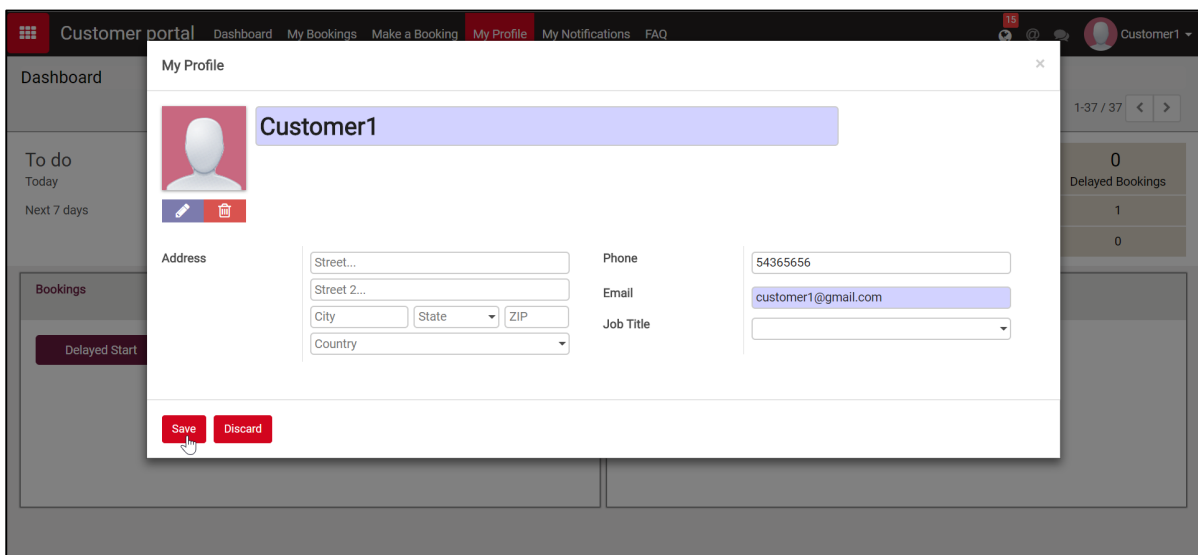 Customer portal Dashboard My Bookings Make a Booking My Profile My Notifications FAQ 15 @ Customer1
Dashboard
My Profile ×
1-37 / 37 < >
Customer1
To do
Today
Next 7 days
0
Delayed Bookings
1
0
Address
Street...
Street 2...
City State ZIP
Country
Phone 54365656
Email customer1@gmail.com
Job Title
Bookings
Delayed Start
Save Discard